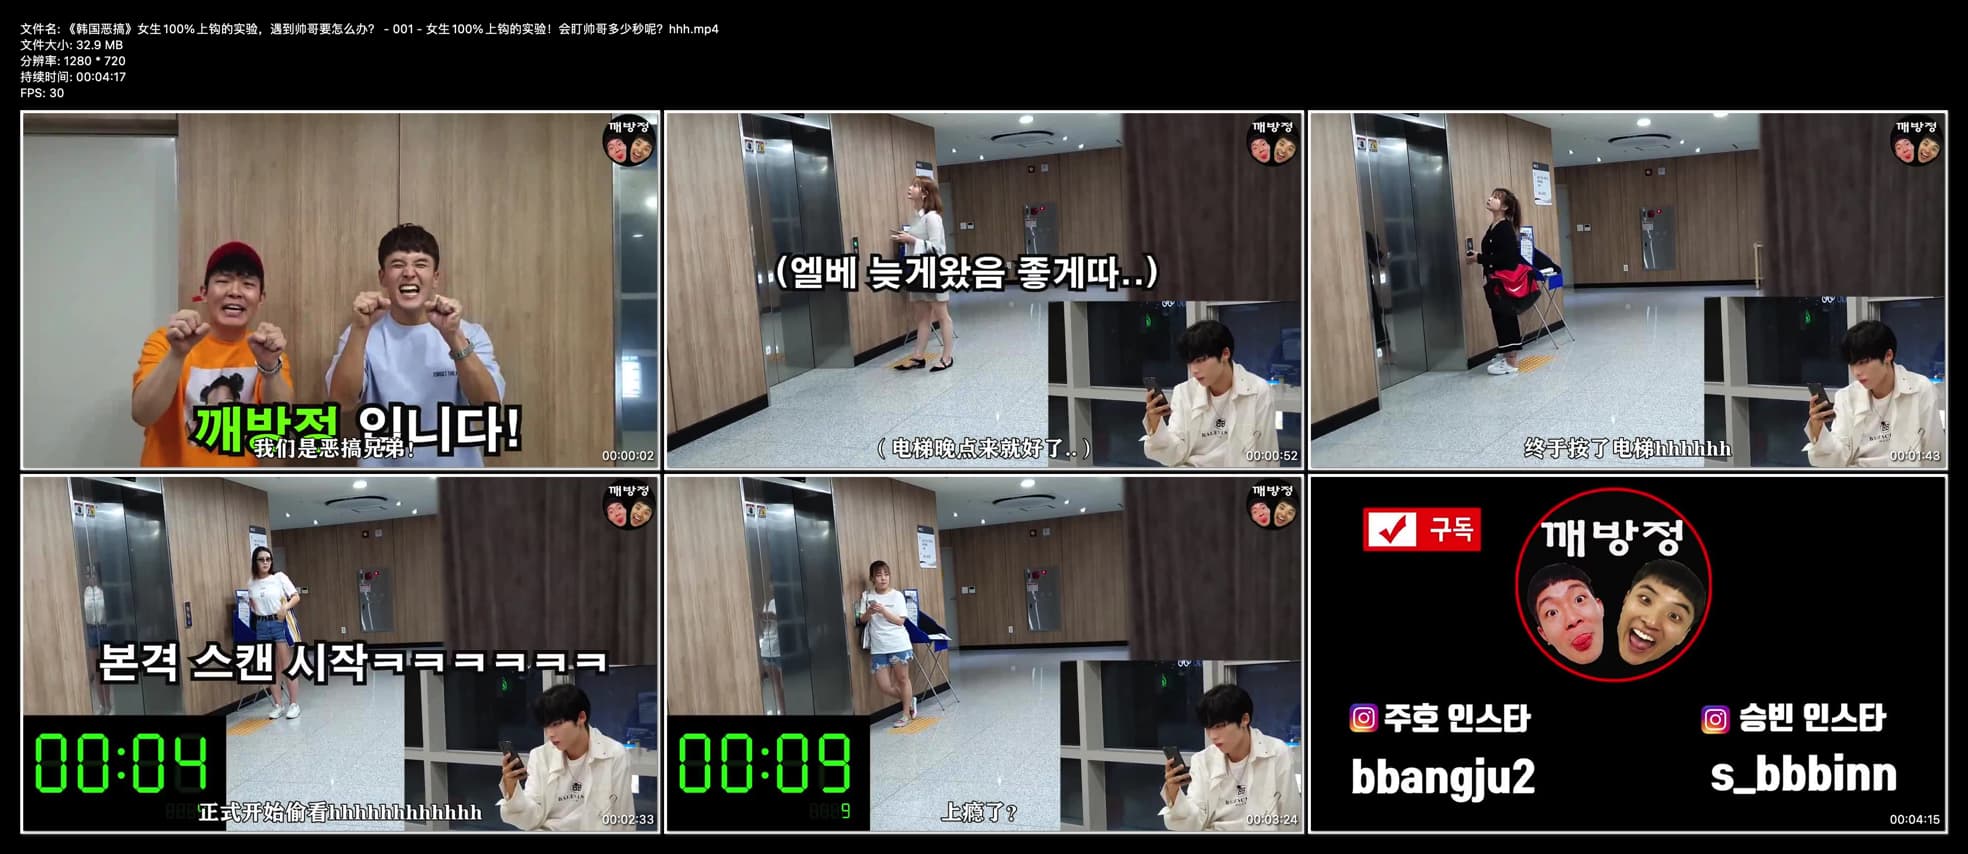 文件名: 《韩国恶搞》女生100%上钩的实验，遇到帅哥要怎么办？ - 001 - 女生100%上钩的实验！会盯帅哥多少秒呢？hhh.mp4
文件大小: 32.9 MB
分辨率: 1280 * 720
持续时间: 00:04:17
FPS: 30
깨방정
깨방정 인니다!
我们是恶搞兄弟!
00:00:02
깨방정
(엘베 늦게왔음 좋게따..)
（电梯晚点来就好了..）
00:00:52
깨방정
终于按了电梯hhhhhh
00:01:43
깨방정
본격 스캔 시작ㅋㅋㅋㅋㅋㅋ
00:04
正式开始偷看hhhhhhhhhhhh
00:02:33
깨방정
00:09
9
上瘾了？
00:03:24
구독
깨방정
주호 인스타
bbangju2
승빈 인스타
s_bbbinn
00:04:15